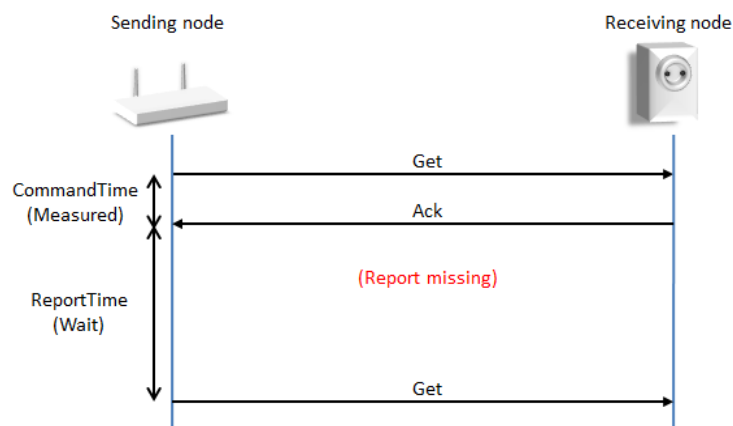 Sending node
Receiving node
Get
CommandTime
(Measured)
Ack
(Report missing)
ReportTime
(Wait)
Get